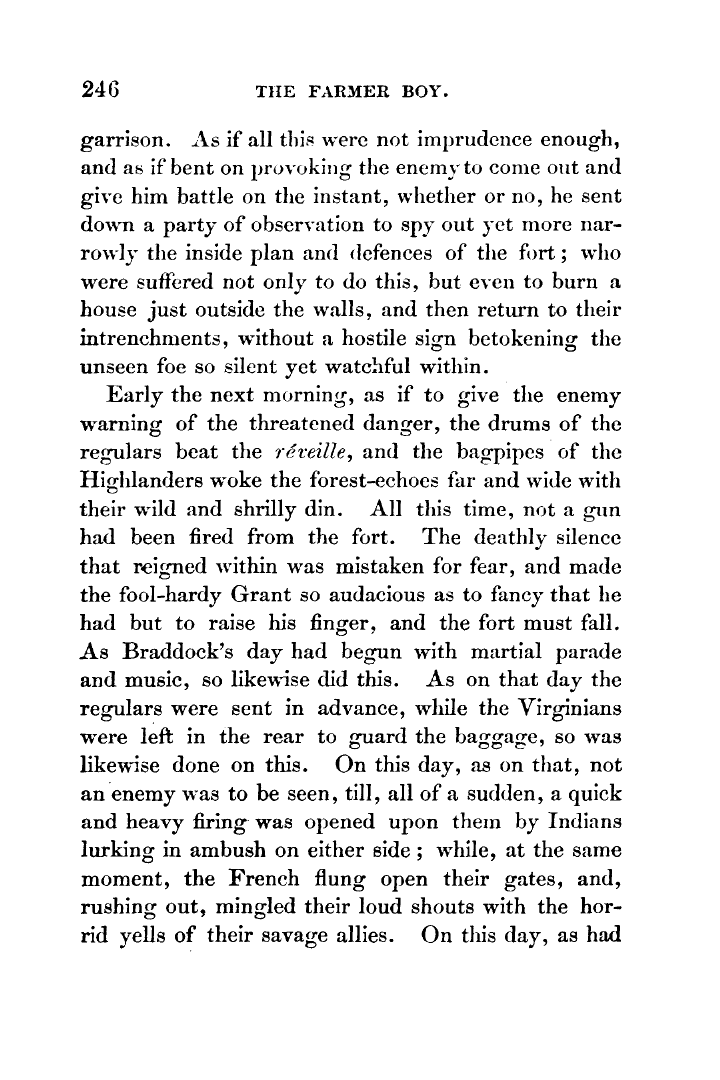 246 THE FARMER BOY.
garrison. As if all this were not imprudence enough,
and as if bent on provoking the enemy to come out and
give him battle on the instant, whether or no, he sent
down a party of observation to spy out yet more nar-
rowly the inside plan and defences of the fort; who
were suffered not only to do this, but even to burn a
house just outside the walls, and then return to their
intrenchments, without a hostile sign betokening the
unseen foe so silent yet watchful within.
Early the next morning, as if to give the enemy
warning of the threatened danger, the drums of the
regulars beat the réveille, and the bagpipes of the
Highlanders woke the forest-echoes far and wide with
their wild and shrilly din. All this time, not a gun
had been fired from the fort. The deathly silence
that reigned within was mistaken for fear, and made
the fool-hardy Grant so audacious as to fancy that he
had but to raise his finger, and the fort must fall.
As Braddock's day had begun with martial parade
and music, so likewise did this. As on that day the
regulars were sent in advance, while the Virginians
were left in the rear to guard the baggage, so was
likewise done on this. On this day, as on that, not
an enemy was to be seen, till, all of a sudden, a quick
and heavy firing was opened upon them by Indians
lurking in ambush on either side; while, at the same
moment, the French flung open their gates, and,
rushing out, mingled their loud shouts with the hor-
rid yells of their savage allies. On this day, as had